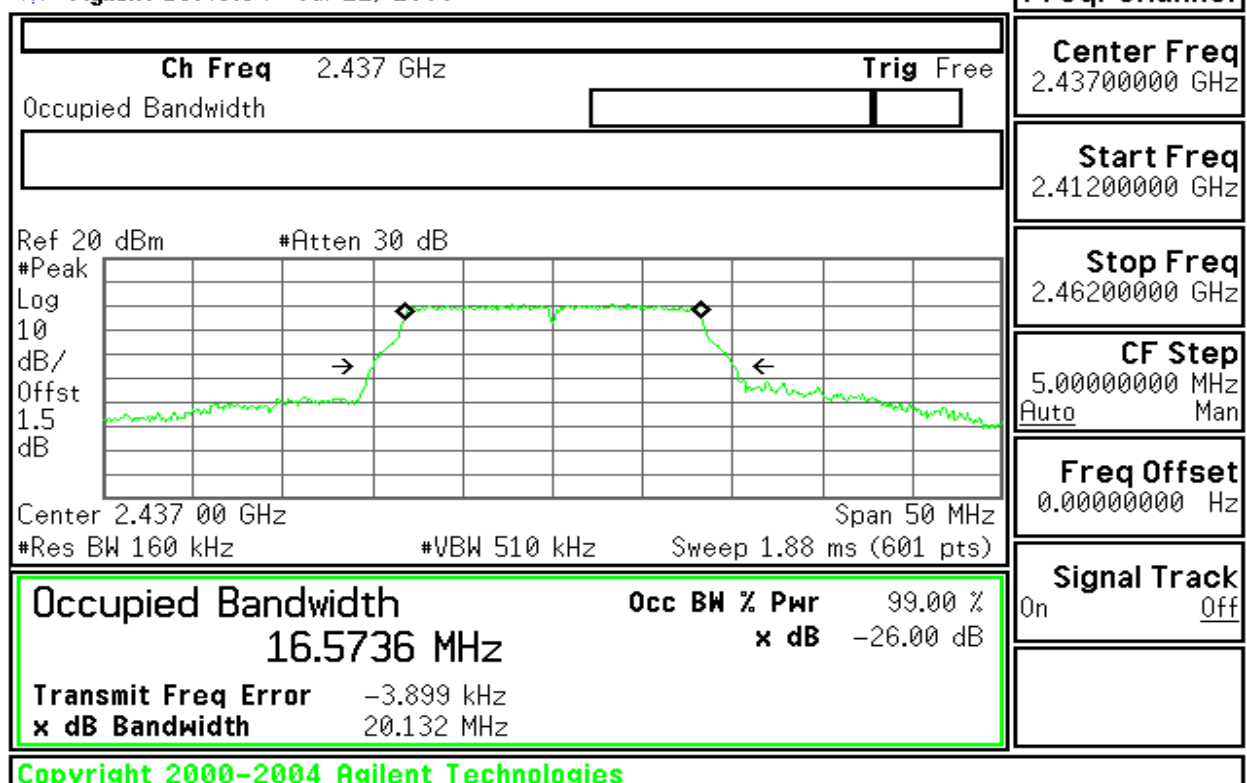 Ch Freq 2.437 GHz Trig Free
Occupied Bandwidth
Ref 20 dBm #Atten 30 dB
#Peak
Log
10
dB/
Offst
1.5
dB
Center 2.437 00 GHz Span 50 MHz
#Res BW 160 kHz #VBW 510 kHz Sweep 1.88 ms (601 pts)
Occupied Bandwidth Occ BW % Pwr 99.00 %
16.5736 MHz x dB -26.00 dB
Transmit Freq Error -3.899 kHz
x dB Bandwidth 20.132 MHz
Copyright 2000-2004 Agilent Technologies
Center Freq
2.43700000 GHz
Start Freq
2.41200000 GHz
Stop Freq
2.46200000 GHz
CF Step
5.00000000 MHz
Auto Man
Freq Offset
0.00000000 Hz
Signal Track
On Off